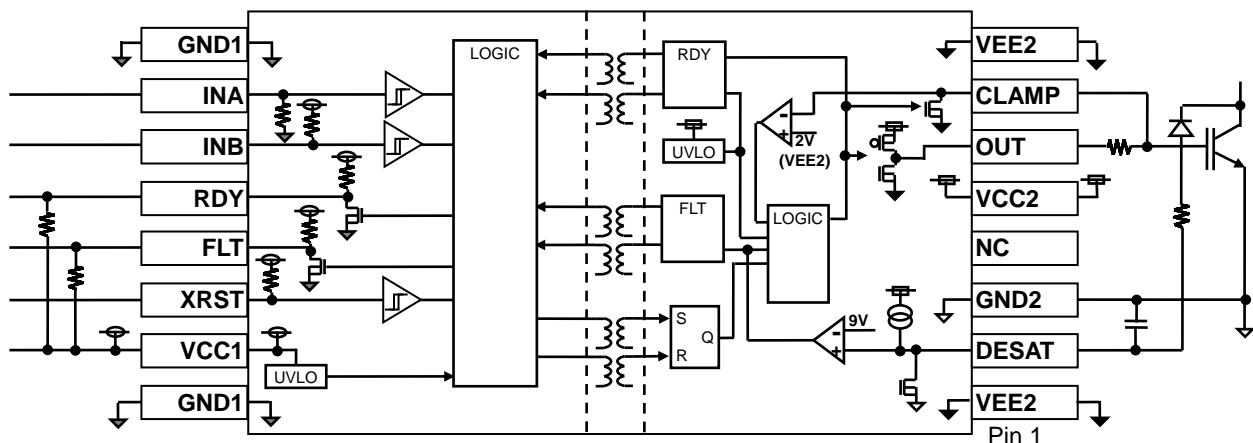 GND1
INA
INB
RDY
FLT
XRST
VCC1
GND1
UVLO
LOGIC
RDY
UVLO
FLT
S
R
Q
-
+
2V
(VEE2)
LOGIC
9V
-
+
VEE2
CLAMP
OUT
VCC2
NC
GND2
DESAT
VEE2
Pin 1